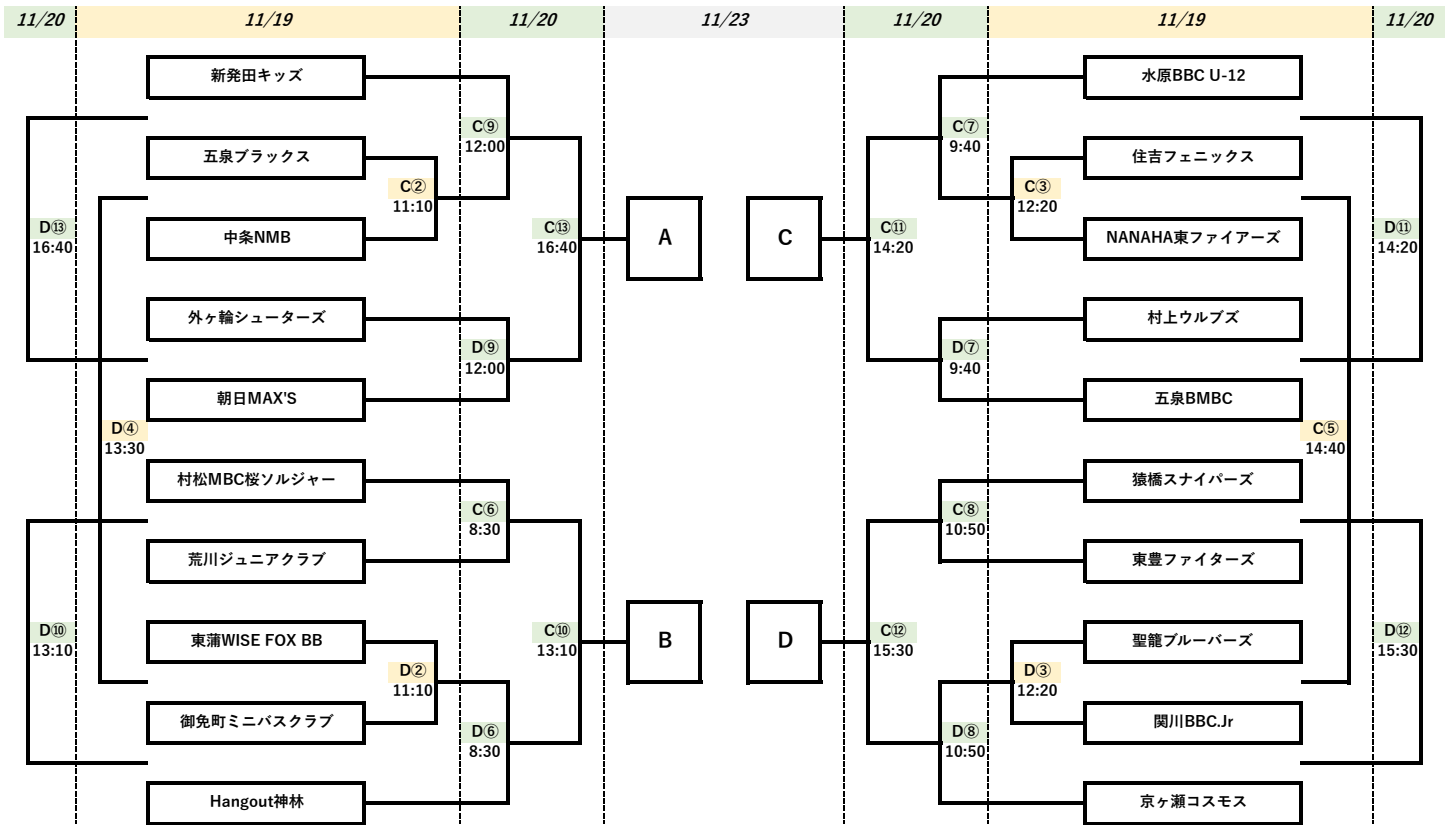 11/20 11/19 11/20 11/23 11/20 11/19 11/20
新発田キッズ 水原BBC U-12
C⑨ C⑦
12:00 9:40
五泉ブラックス 住吉フェニックス
C② C③
11:10 12:20
D⑬ 中条NMB C⑬ A C C⑪ NANAHA東ファイアーズ D⑪
16:40 16:40 14:20 14:20
外ヶ輪シューターズ 村上ウルブズ
D⑨ D⑦
12:00 9:40
朝日MAX'S 五泉BMBC
D④ C⑤
13:30 14:40
村松MBC桜ソルジャー 猿橋スナイパーズ
C⑥ C⑧
8:30 10:50
荒川ジュニアクラブ 東豊ファイターズ
D⑩ 東蒲WISE FOX BB C⑩ B D C⑫ 聖籠ブルーバーズ D⑫
13:10 13:10 15:30 15:30
D② D③
11:10 12:20
御免町ミニバスクラブ 関川BBC.Jr
D⑥ D⑧
8:30 10:50
Hangout神林 京ヶ瀬コスモス